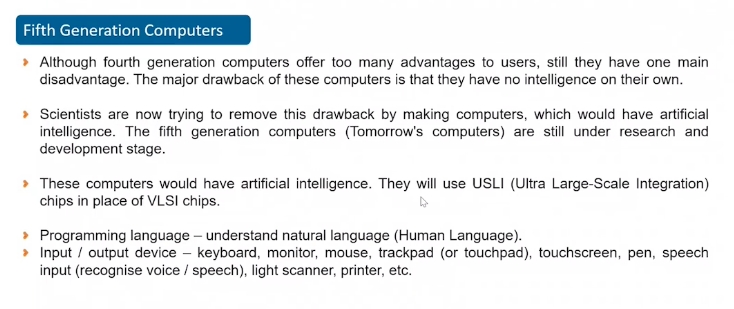 Fifth Generation Computers
Although fourth generation computers offer too many advantages to users, still they have one main
disadvantage. The major drawback of these computers is that they have no intelligence on their own.
Scientists are now trying to remove this drawback by making computers, which would have artificial
intelligence. The fifth generation computers (Tomorrow's computers) are still under research and
development stage.
These computers would have artificial intelligence. They will use USLI (Ultra Large-Scale Integration)
chips in place of VLSI chips.
Programming language – understand natural language (Human Language).
Input / output device – keyboard, monitor, mouse, trackpad (or touchpad), touchscreen, pen, speech
input (recognise voice / speech), light scanner, printer, etc.